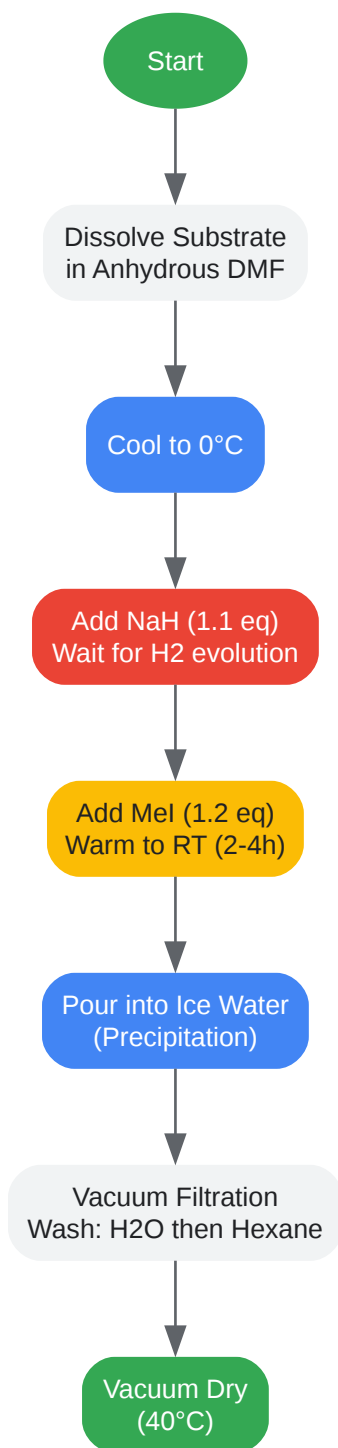 Start
Dissolve Substrate
in Anhydrous DMF
Cool to 0°C
Add NaH (1.1 eq)
Wait for H2 evolution
Add MeI (1.2 eq)
Warm to RT (2-4h)
Pour into Ice Water
(Precipitation)
Vacuum Filtration
Wash: H2O then Hexane
Vacuum Dry
(40°C)